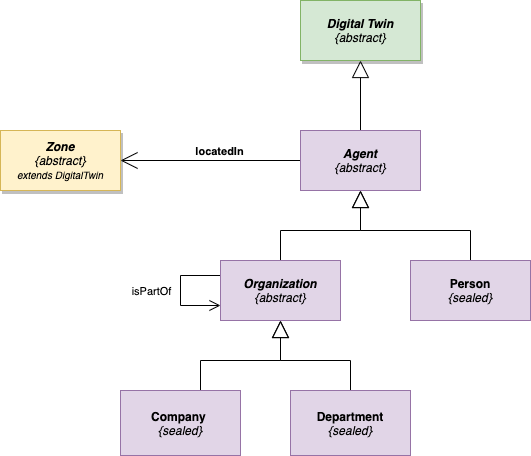 Digital Twin
{abstract}
Zone
{abstract}
extends DigitalTwin
locatedIn
Agent
{abstract}
isPartOf
Organization
{abstract}
Person
{sealed}
Company
{sealed}
Department
{sealed}